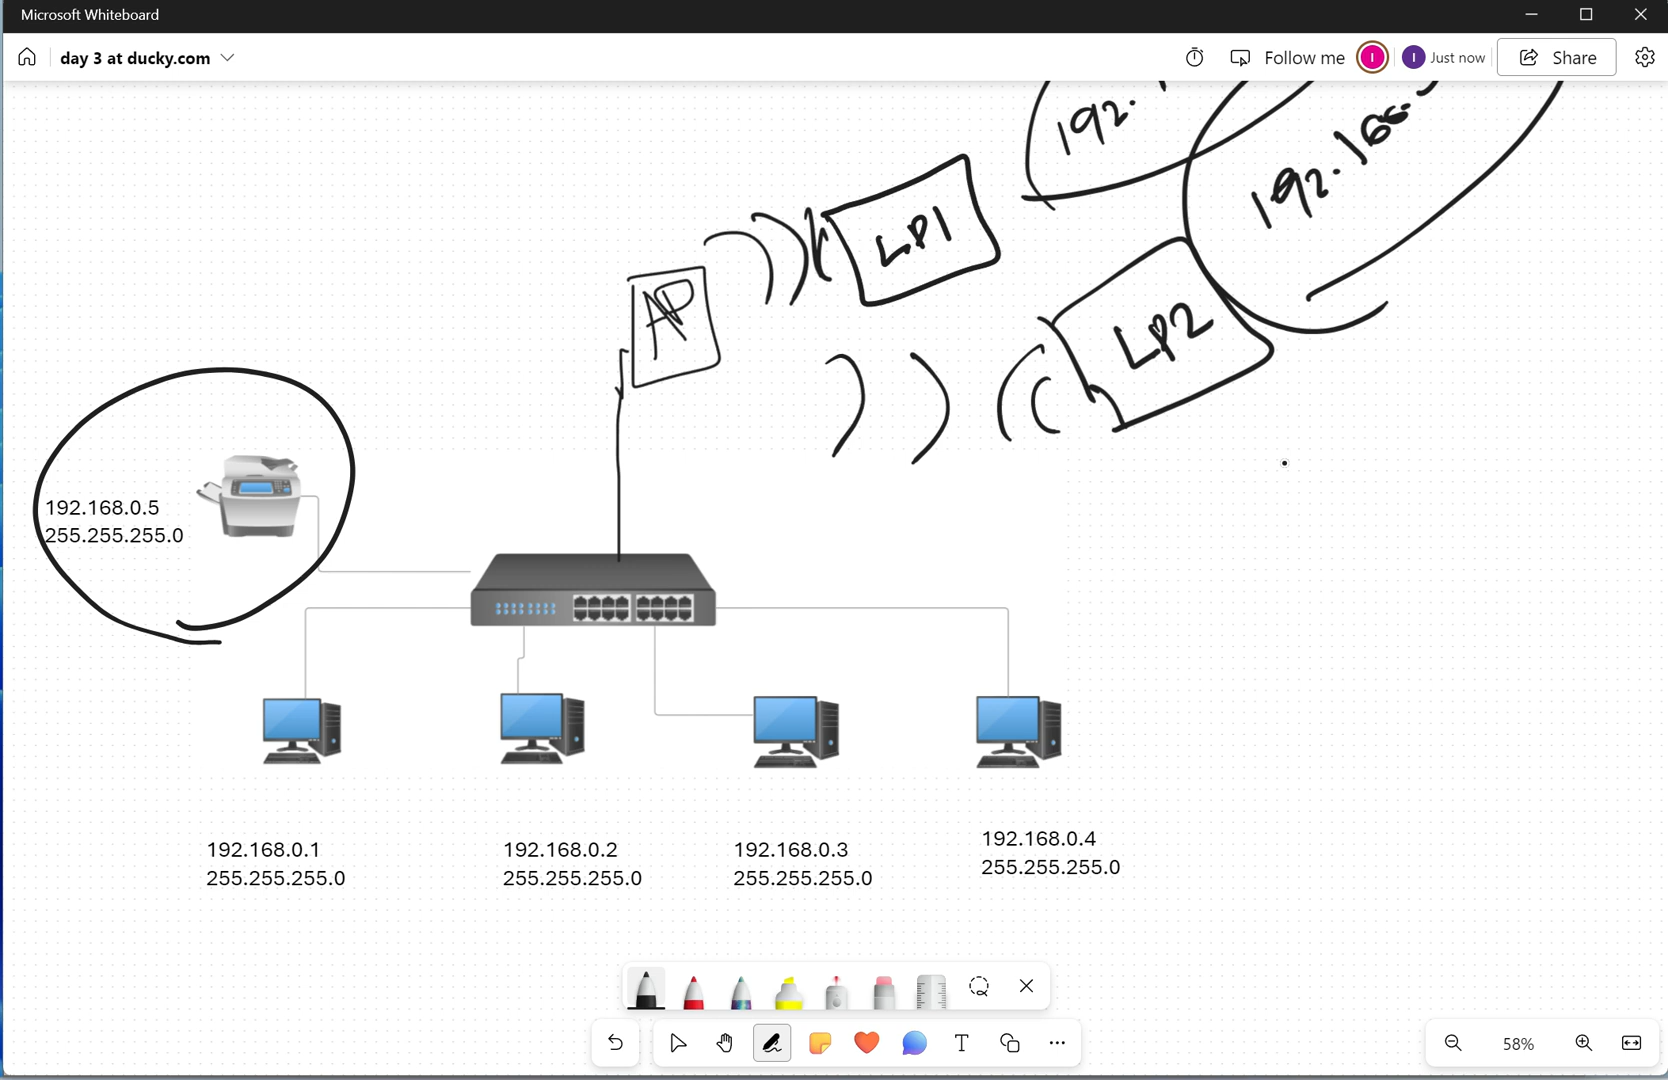 Microsoft Whiteboard
day 3 at ducky.com
Follow me
I
I
Just now
Share
192.
192.168.
LP1
AP
LP2
192.168.0.5
255.255.255.0
192.168.0.1
255.255.255.0
192.168.0.2
255.255.255.0
192.168.0.3
255.255.255.0
192.168.0.4
255.255.255.0
58%